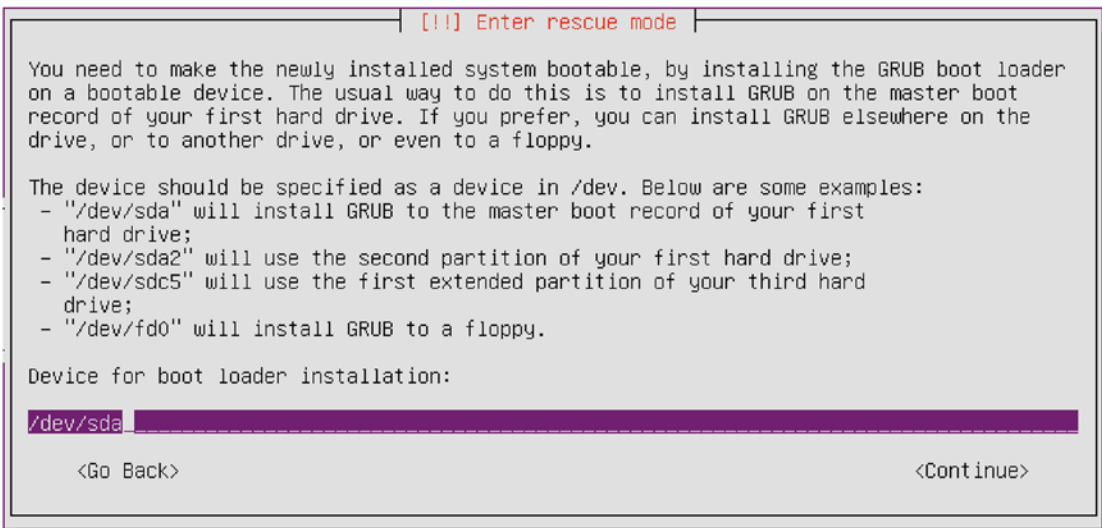 [!!] Enter rescue mode
You need to make the newly installed system bootable, by installing the GRUB boot loader
on a bootable device. The usual way to do this is to install GRUB on the master boot
record of your first hard drive. If you prefer, you can install GRUB elsewhere on the
drive, or to another drive, or even to a floppy.
The device should be specified as a device in /dev. Below are some examples:
- "/dev/sda" will install GRUB to the master boot record of your first
hard drive;
- "/dev/sda2" will use the second partition of your first hard drive;
- "/dev/sdc5" will use the first extended partition of your third hard
drive;
- "/dev/fd0" will install GRUB to a floppy.
Device for boot loader installation:
/dev/sda
<Go Back> <Continue>